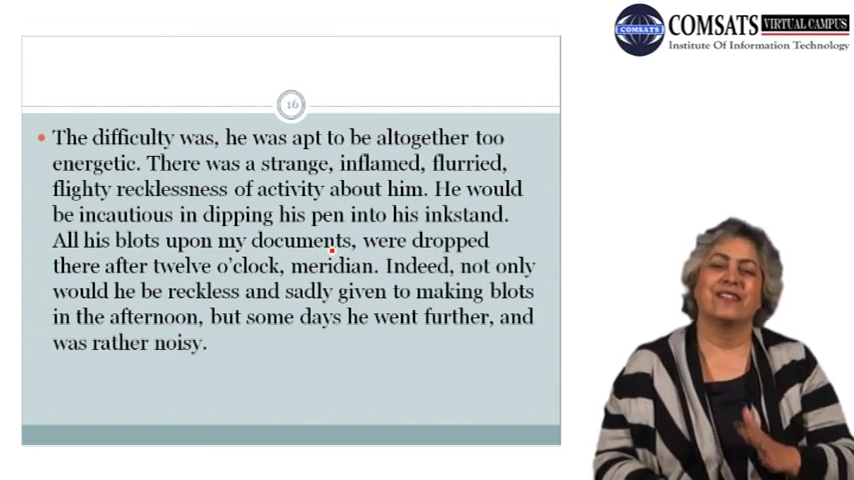 COMSATS VIRTUAL CAMPUS
COMSATS
Institute Of Information Technology
16
The difficulty was, he was apt to be altogether too
energetic. There was a strange, inflamed, flurried,
flighty recklessness of activity about him. He would
be incautious in dipping his pen into his inkstand.
All his blots upon my documents, were dropped
there after twelve o'clock, meridian. Indeed, not only
would he be reckless and sadly given to making blots
in the afternoon, but some days he went further, and
was rather noisy.